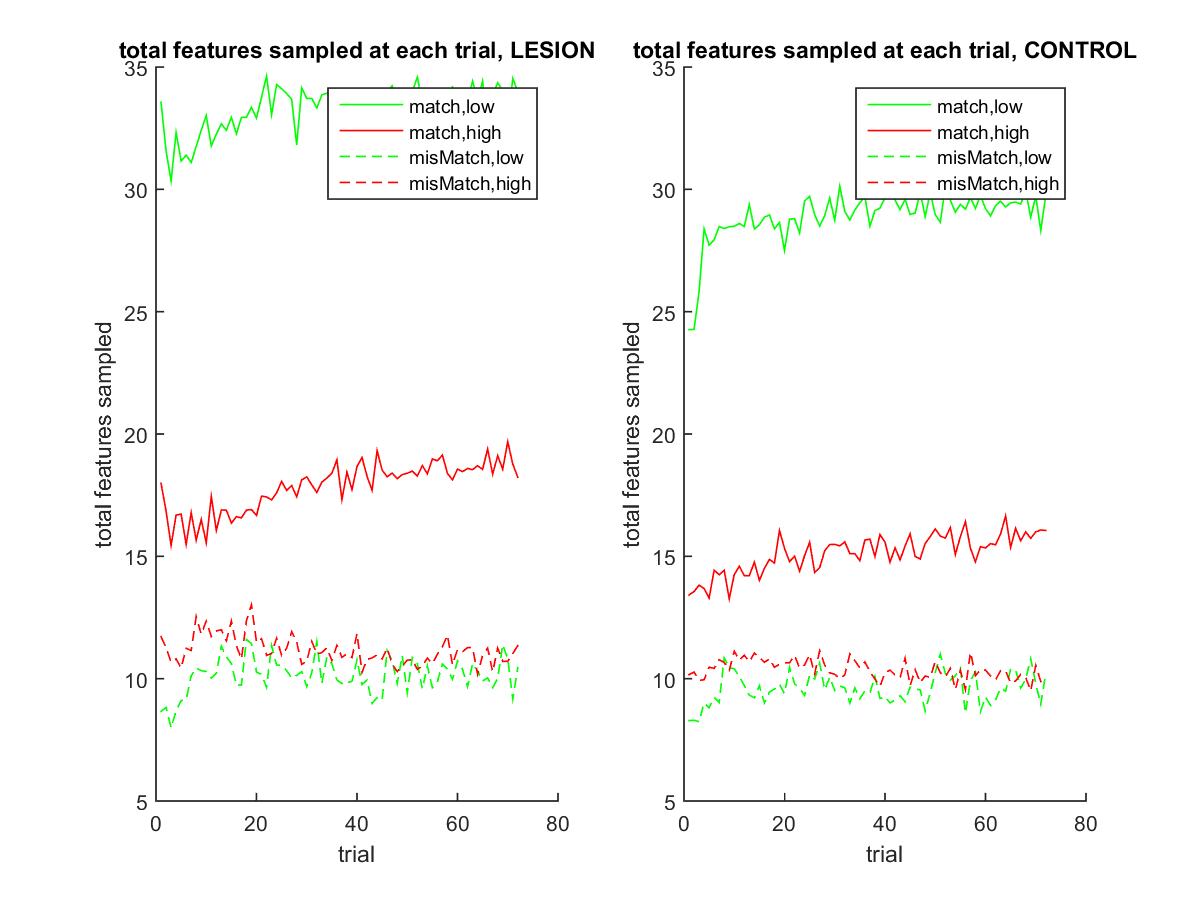 total features sampled at each trial, LESION
35
30
25
20
15
10
5
total features sampled
0
20
40
60
80
trial
match,low
match,high
misMatch,low
misMatch,high
total features sampled at each trial, CONTROL
35
30
25
20
15
10
5
total features sampled
0
20
40
60
80
trial
match,low
match,high
misMatch,low
misMatch,high